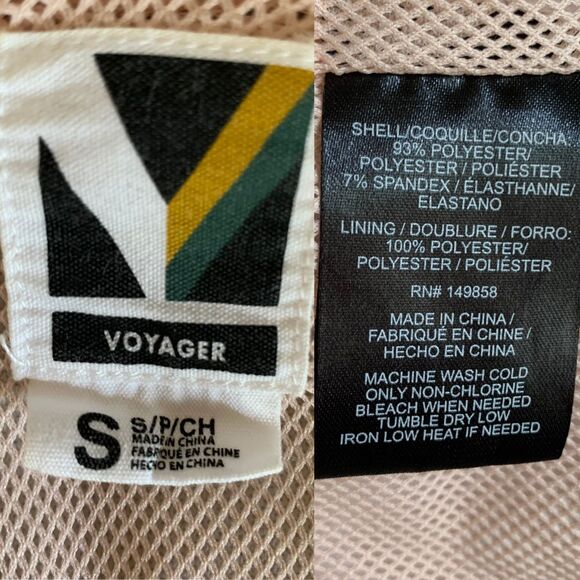 VOYAGER
S
S/P/CH
MADE IN CHINA
FABRIQUÉ EN CHINE
HECHO EN CHINA
SHELL/COQUILLE/CONCHA:
93% POLYESTER/
POLYESTER / POLIÉSTER
7% SPANDEX / ÉLASTHANNE/
ELASTANO
LINING / DOUBLURE / FORRO:
100% POLYESTER/
POLYESTER / POLIÉSTER
RN# 149858
MADE IN CHINA /
FABRIQUÉ EN CHINE /
HECHO EN CHINA
MACHINE WASH COLD
ONLY NON-CHLORINE
BLEACH WHEN NEEDED
TUMBLE DRY LOW
IRON LOW HEAT IF NEEDED